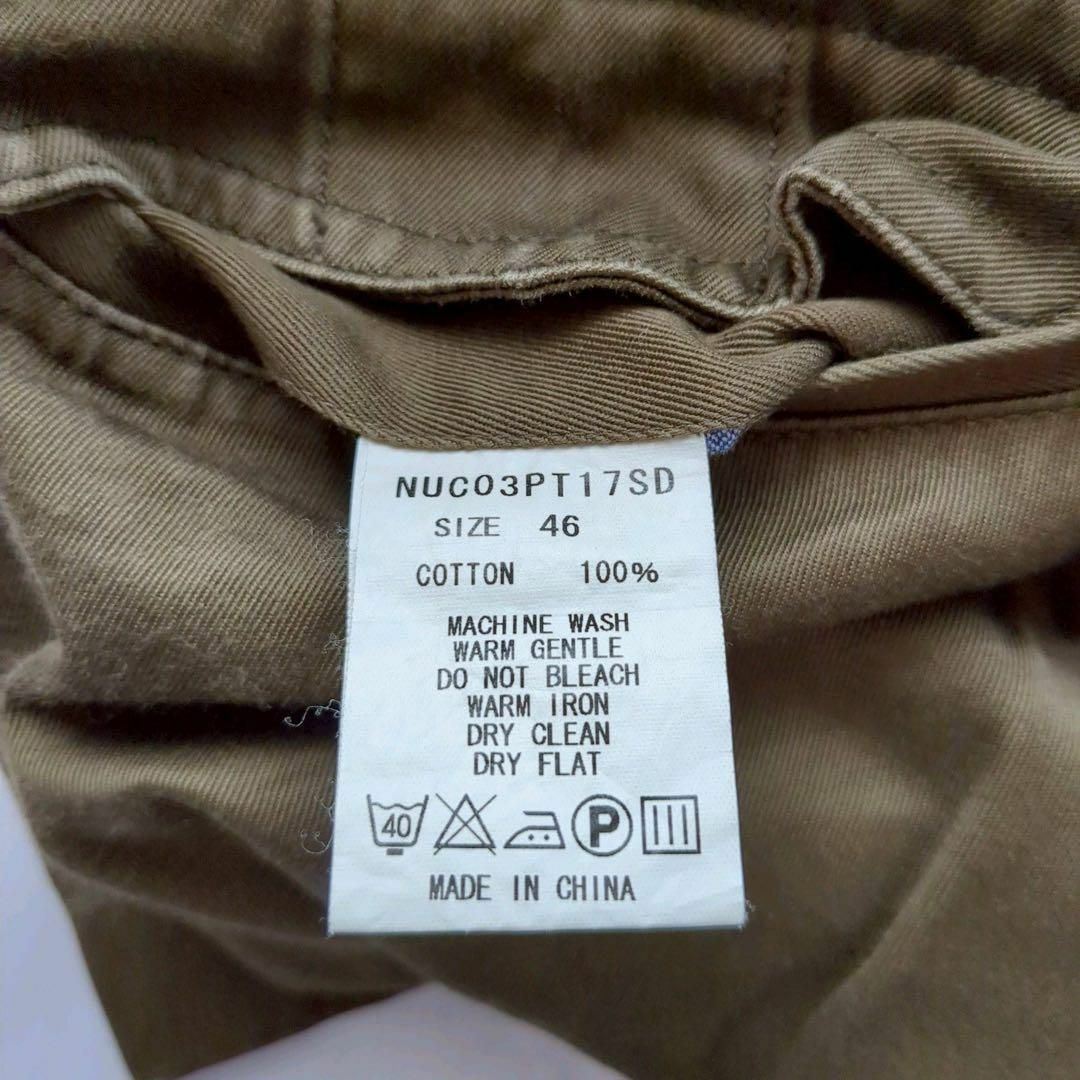 NUC03PT17SD
SIZE 46
COTTON 100%
MACHINE WASH
WARM GENTLE
DO NOT BLEACH
WARM IRON
DRY CLEAN
DRY FLAT
40 P
MADE IN CHINA